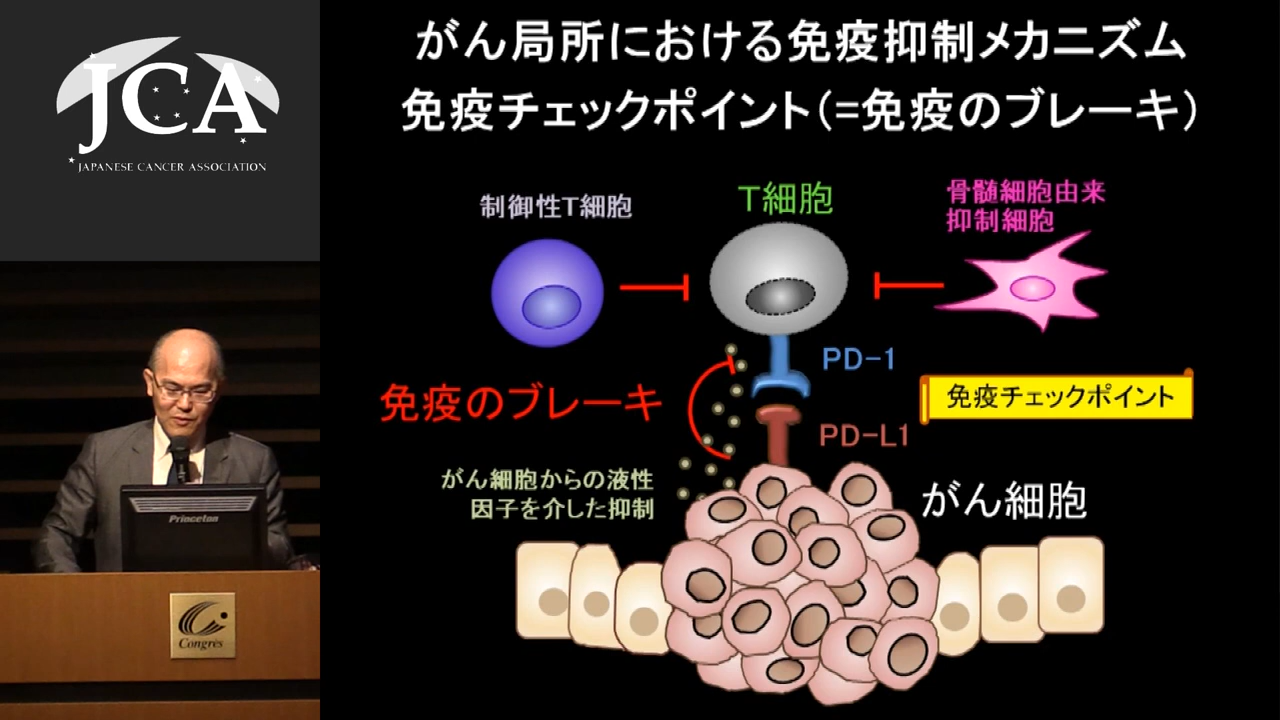 JCA
JAPANESE CANCER ASSOCIATION
がん局所における免疫抑制メカニズム
免疫チェックポイント(=免疫のブレーキ)
制御性T細胞
T細胞
骨髄細胞由来
抑制細胞
PD-1
免疫のブレーキ
免疫チェックポイント
PD-L1
がん細胞からの液性
因子を介した抑制
がん細胞
Princeton
Congrès